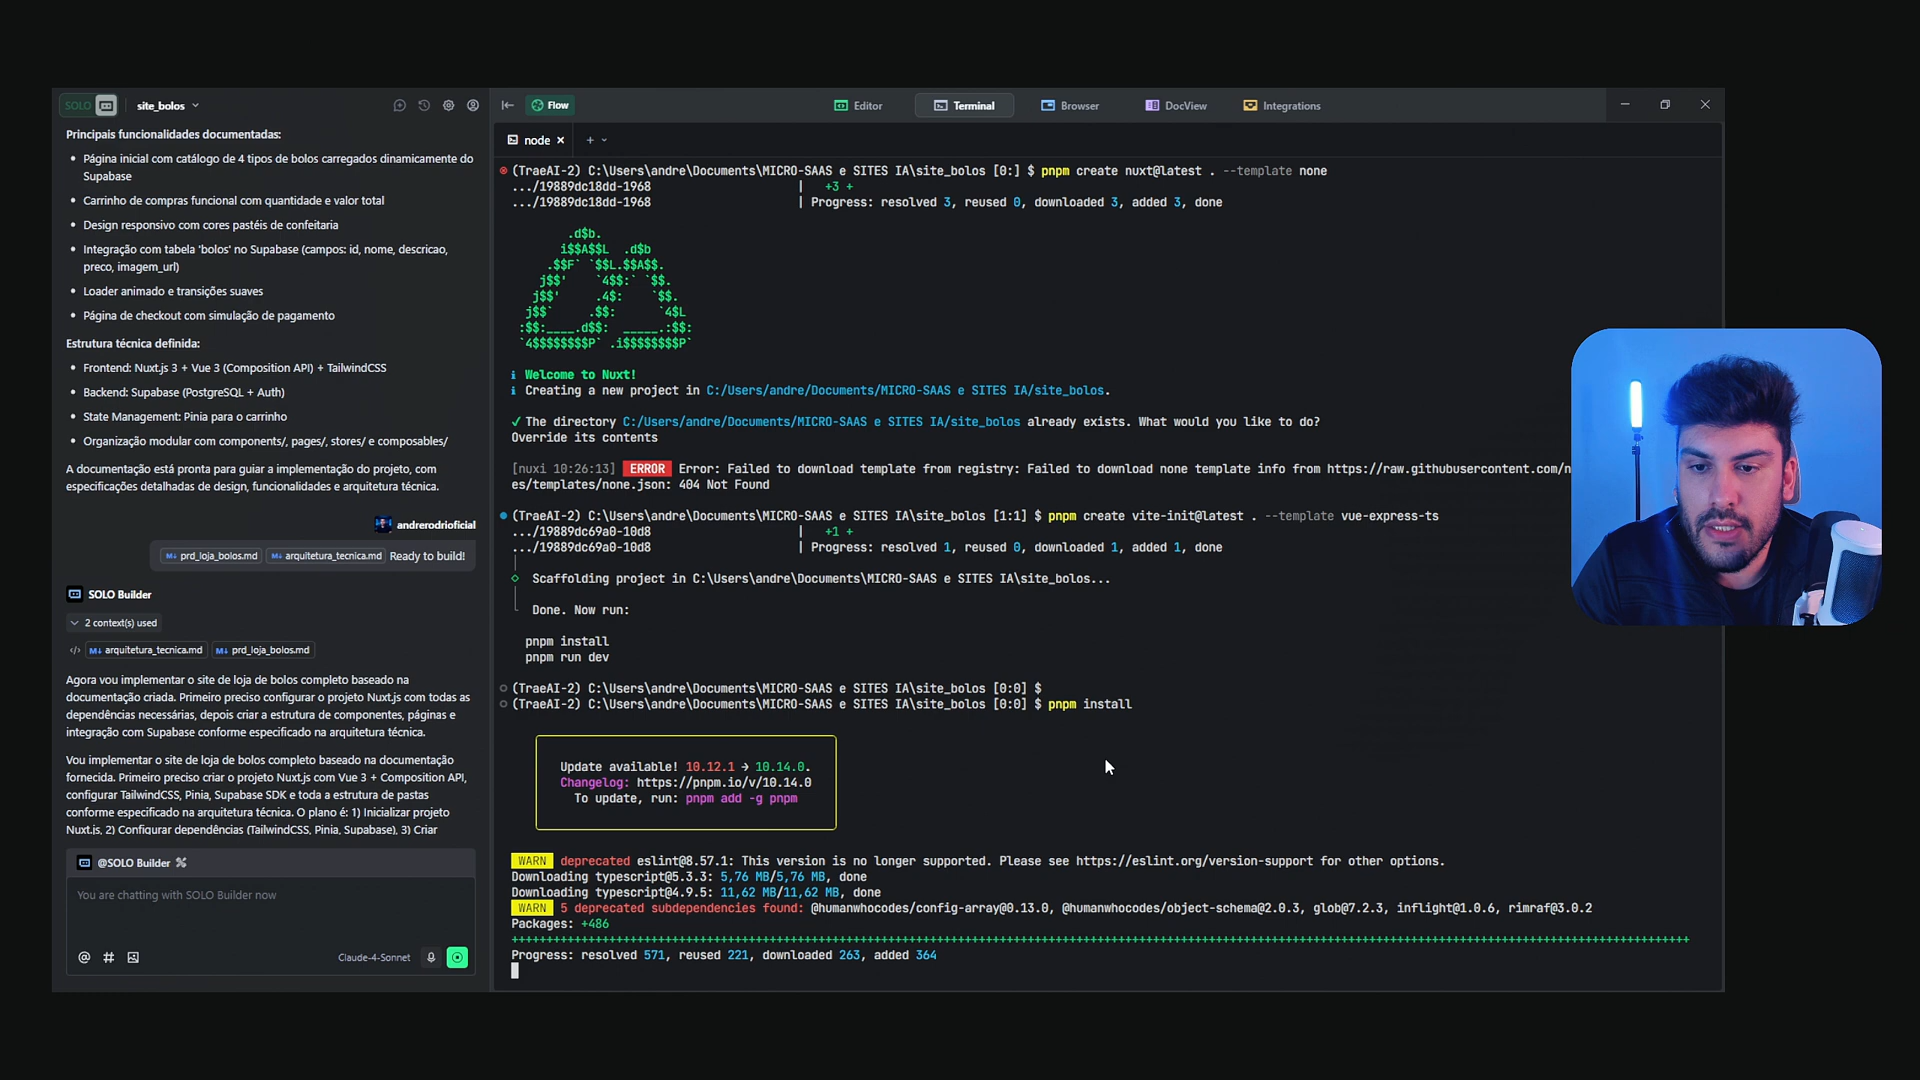 SOLO
site_bolos
Principais funcionalidades documentadas:
• Página inicial com catálogo de 4 tipos de bolos carregados dinamicamente do
Supabase
• Carrinho de compras funcional com quantidade e valor total
• Design responsivo com cores pastéis de confeitaria
• Integração com tabela 'bolos' no Supabase (campos: id, nome, descricao,
preco, imagem_url)
• Loader animado e transições suaves
• Página de checkout com simulação de pagamento
Estrutura técnica definida:
• Frontend: Nuxt.js 3 + Vue 3 (Composition API) + TailwindCSS
• Backend: Supabase (PostgreSQL + Auth)
• State Management: Pinia para o carrinho
• Organização modular com components/, pages/, stores/ e composables/
A documentação está pronta para guiar a implementação do projeto, com
especificações detalhadas de design, funcionalidades e arquitetura técnica.
andrerodrioficial
prd_loja_bolos.md arquitetura_tecnica.md Ready to build!
SOLO Builder
2 context(s) used
arquitetura_tecnica.md prd_loja_bolos.md
Agora vou implementar o site de loja de bolos completo baseado na
documentação criada. Primeiro preciso configurar o projeto Nuxt.js com todas as
dependências necessárias, depois criar a estrutura de componentes, páginas e
integração com Supabase conforme especificado na arquitetura técnica.
Vou implementar o site de loja de bolos completo baseado na documentação
fornecida. Primeiro preciso criar o projeto Nuxt.js com Vue 3 + Composition API,
configurar TailwindCSS, Pinia, Supabase SDK e toda a estrutura de pastas
conforme especificado na arquitetura técnica. O plano é: 1) Inicializar projeto
Nuxt.js, 2) Configurar dependências (TailwindCSS, Pinia, Supabase), 3) Criar
@SOLO Builder
You are chatting with SOLO Builder now
@ # Claude-4-Sonnet
Flow Editor Terminal Browser DocView Integrations
node × +
(TraeAI-2) C:\Users\andre\Documents\MICRO-SAAS e SITES IA\site_bolos [0:] $ pnpm create nuxt@latest . --template none
.../19889dc18dd-1968 | +3 +
.../19889dc18dd-1968 | Progress: resolved 3, reused 0, downloaded 3, added 3, done
.d$b.
i$$A$$L .d$b
.$$F` `$$L.$$A$$.
j$$' `4$$:` `$$.
j$$' .4$: `$$.
j$$` .$$: `4$L
:$$:____.d$$: _____.:$$:
`4$$$$$$$$P` .i$$$$$$$$P`
i Welcome to Nuxt!
i Creating a new project in C:/Users/andre/Documents/MICRO-SAAS e SITES IA/site_bolos.
✓ The directory C:/Users/andre/Documents/MICRO-SAAS e SITES IA/site_bolos already exists. What would you like to do?
Override its contents
[nuxi 10:26:13] ERROR Error: Failed to download template from registry: Failed to download none template info from https://raw.githubusercontent.com/n
es/templates/none.json: 404 Not Found
(TraeAI-2) C:\Users\andre\Documents\MICRO-SAAS e SITES IA\site_bolos [1:1] $ pnpm create vite-init@latest . --template vue-express-ts
.../19889dc69a0-10d8 | +1 +
.../19889dc69a0-10d8 | Progress: resolved 1, reused 0, downloaded 1, added 1, done
Scaffolding project in C:\Users\andre\Documents\MICRO-SAAS e SITES IA\site_bolos...
Done. Now run:
pnpm install
pnpm run dev
(TraeAI-2) C:\Users\andre\Documents\MICRO-SAAS e SITES IA\site_bolos [0:0] $
(TraeAI-2) C:\Users\andre\Documents\MICRO-SAAS e SITES IA\site_bolos [0:0] $ pnpm install
Update available! 10.12.1 → 10.14.0.
Changelog: https://pnpm.io/v/10.14.0
To update, run: pnpm add -g pnpm
WARN deprecated eslint@8.57.1: This version is no longer supported. Please see https://eslint.org/version-support for other options.
Downloading typescript@5.3.3: 5,76 MB/5,76 MB, done
Downloading typescript@4.9.5: 11,62 MB/11,62 MB, done
WARN 5 deprecated subdependencies found: @humanwhocodes/config-array@0.13.0, @humanwhocodes/object-schema@2.0.3, glob@7.2.3, inflight@1.0.6, rimraf@3.0.2
Packages: +486
++++++++++++++++++++++++++++++++++++++++++++++++++++++++++++++++++++++++++++++++++++++++++++++++++++++++++++++++++++++++++++++++++++++++++++++++++++++
Progress: resolved 571, reused 221, downloaded 263, added 364